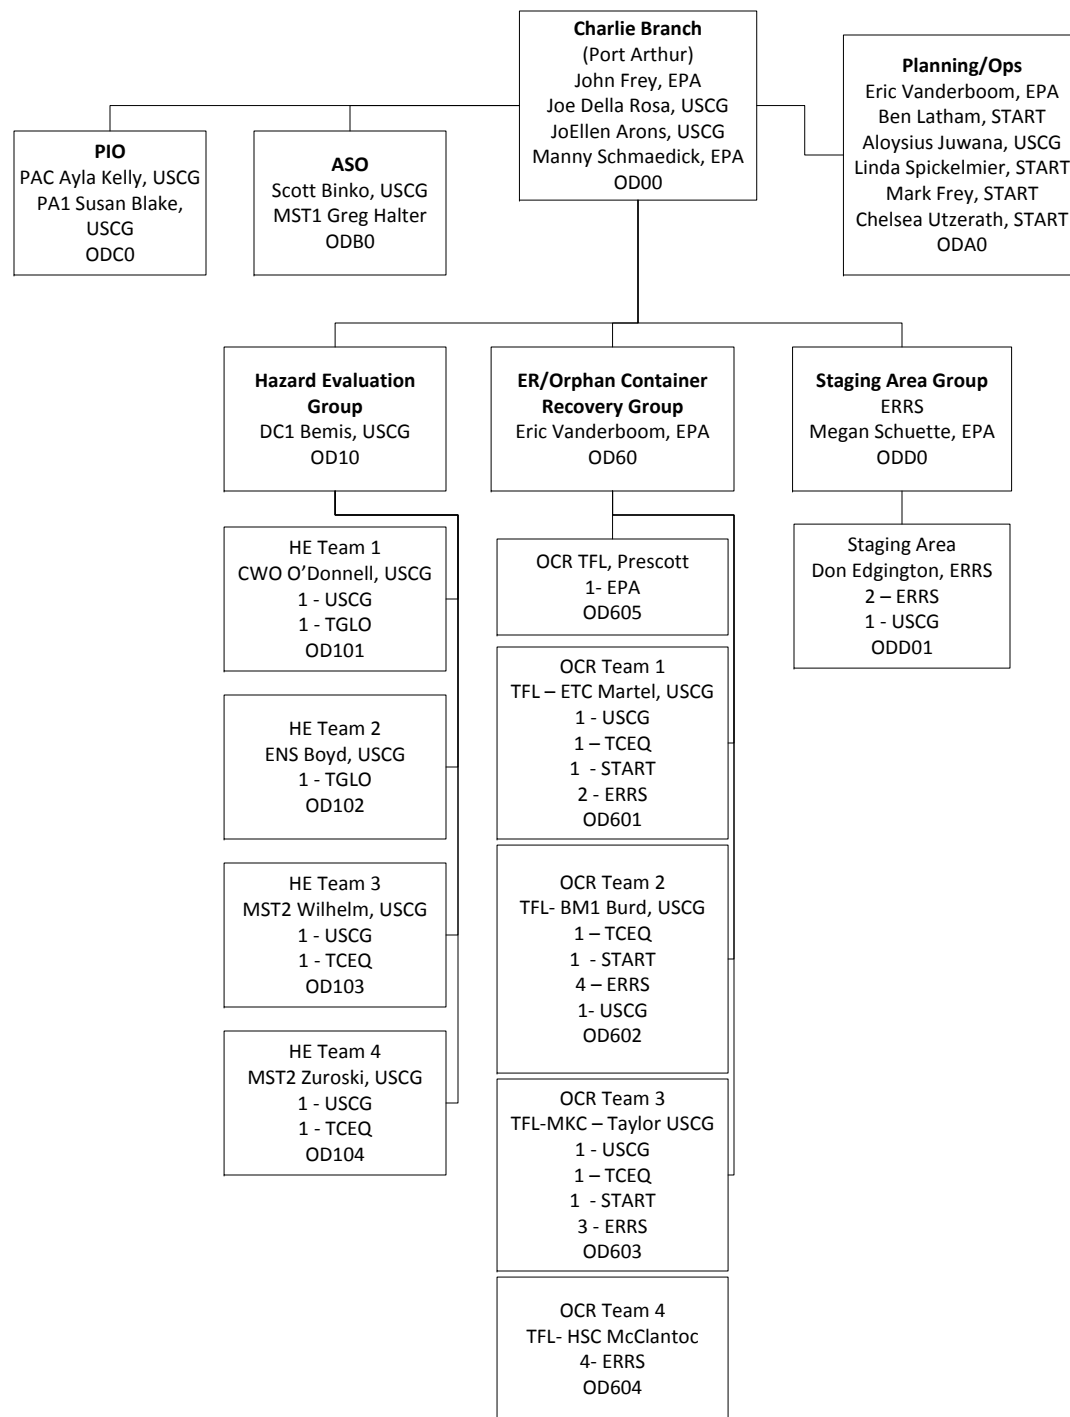 Charlie Branch
(Port Arthur)
John Frey, EPA
Joe Della Rosa, USCG
JoEllen Arons, USCG
Manny Schmaedick, EPA
OD00
Planning/Ops
Eric Vanderboom, EPA
Ben Latham, START
Aloysius Juwana, USCG
Linda Spickelmier, START
Mark Frey, START
Chelsea Utzerath, START
ODA0
PIO
PAC Ayla Kelly, USCG
PA1 Susan Blake,
USCG
ODC0
ASO
Scott Binko, USCG
MST1 Greg Halter
ODB0
Hazard Evaluation
Group
DC1 Bemis, USCG
OD10
ER/Orphan Container
Recovery Group
Eric Vanderboom, EPA
OD60
Staging Area Group
ERRS
Megan Schuette, EPA
ODD0
HE Team 1
CWO O’Donnell, USCG
1 - USCG
1 - TGLO
OD101
HE Team 2
ENS Boyd, USCG
1 - TGLO
OD102
HE Team 3
MST2 Wilhelm, USCG
1 - USCG
1 - TCEQ
OD103
HE Team 4
MST2 Zuroski, USCG
1 - USCG
1 - TCEQ
OD104
OCR TFL, Prescott
1- EPA
OD605
OCR Team 1
TFL – ETC Martel, USCG
1 - USCG
1 – TCEQ
1  - START
2 - ERRS
OD601
OCR Team 2
TFL- BM1 Burd, USCG
1 – TCEQ
1  - START
4 – ERRS
1- USCG
OD602
OCR Team 3
TFL-MKC – Taylor USCG
1 - USCG
1 – TCEQ
1  - START
3 - ERRS
OD603
OCR Team 4
TFL- HSC McClantoc
4- ERRS
OD604
Staging Area
Don Edgington, ERRS
2 – ERRS
1 - USCG
ODD01